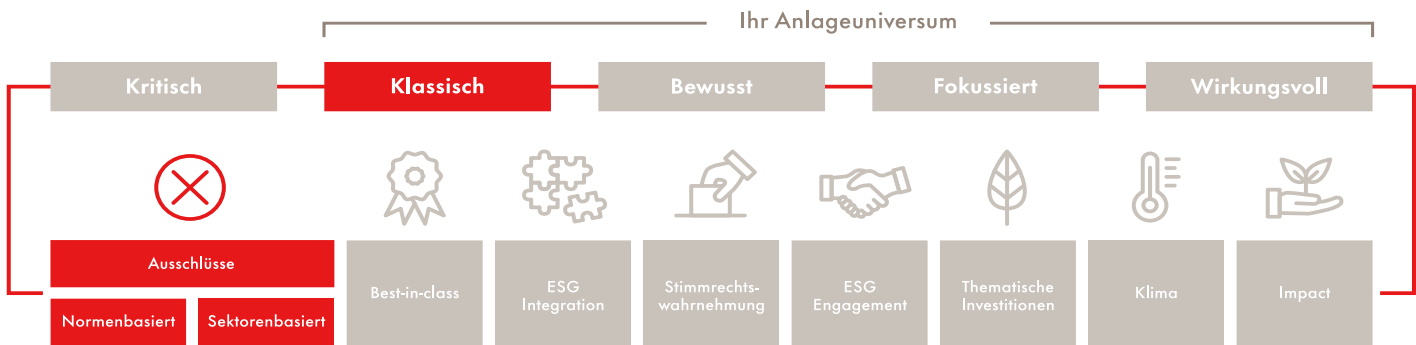 Ihr Anlageuniversum
Kritisch
Klassisch
Bewusst
Fokussiert
Wirkungsvoll
Ausschlüsse
Normenbasiert
Sektorenbasiert
Best-in-class
ESG
Integration
Stimmrechts-
wahrnehmung
ESG
Engagement
Thematische
Investitionen
Klima
Impact